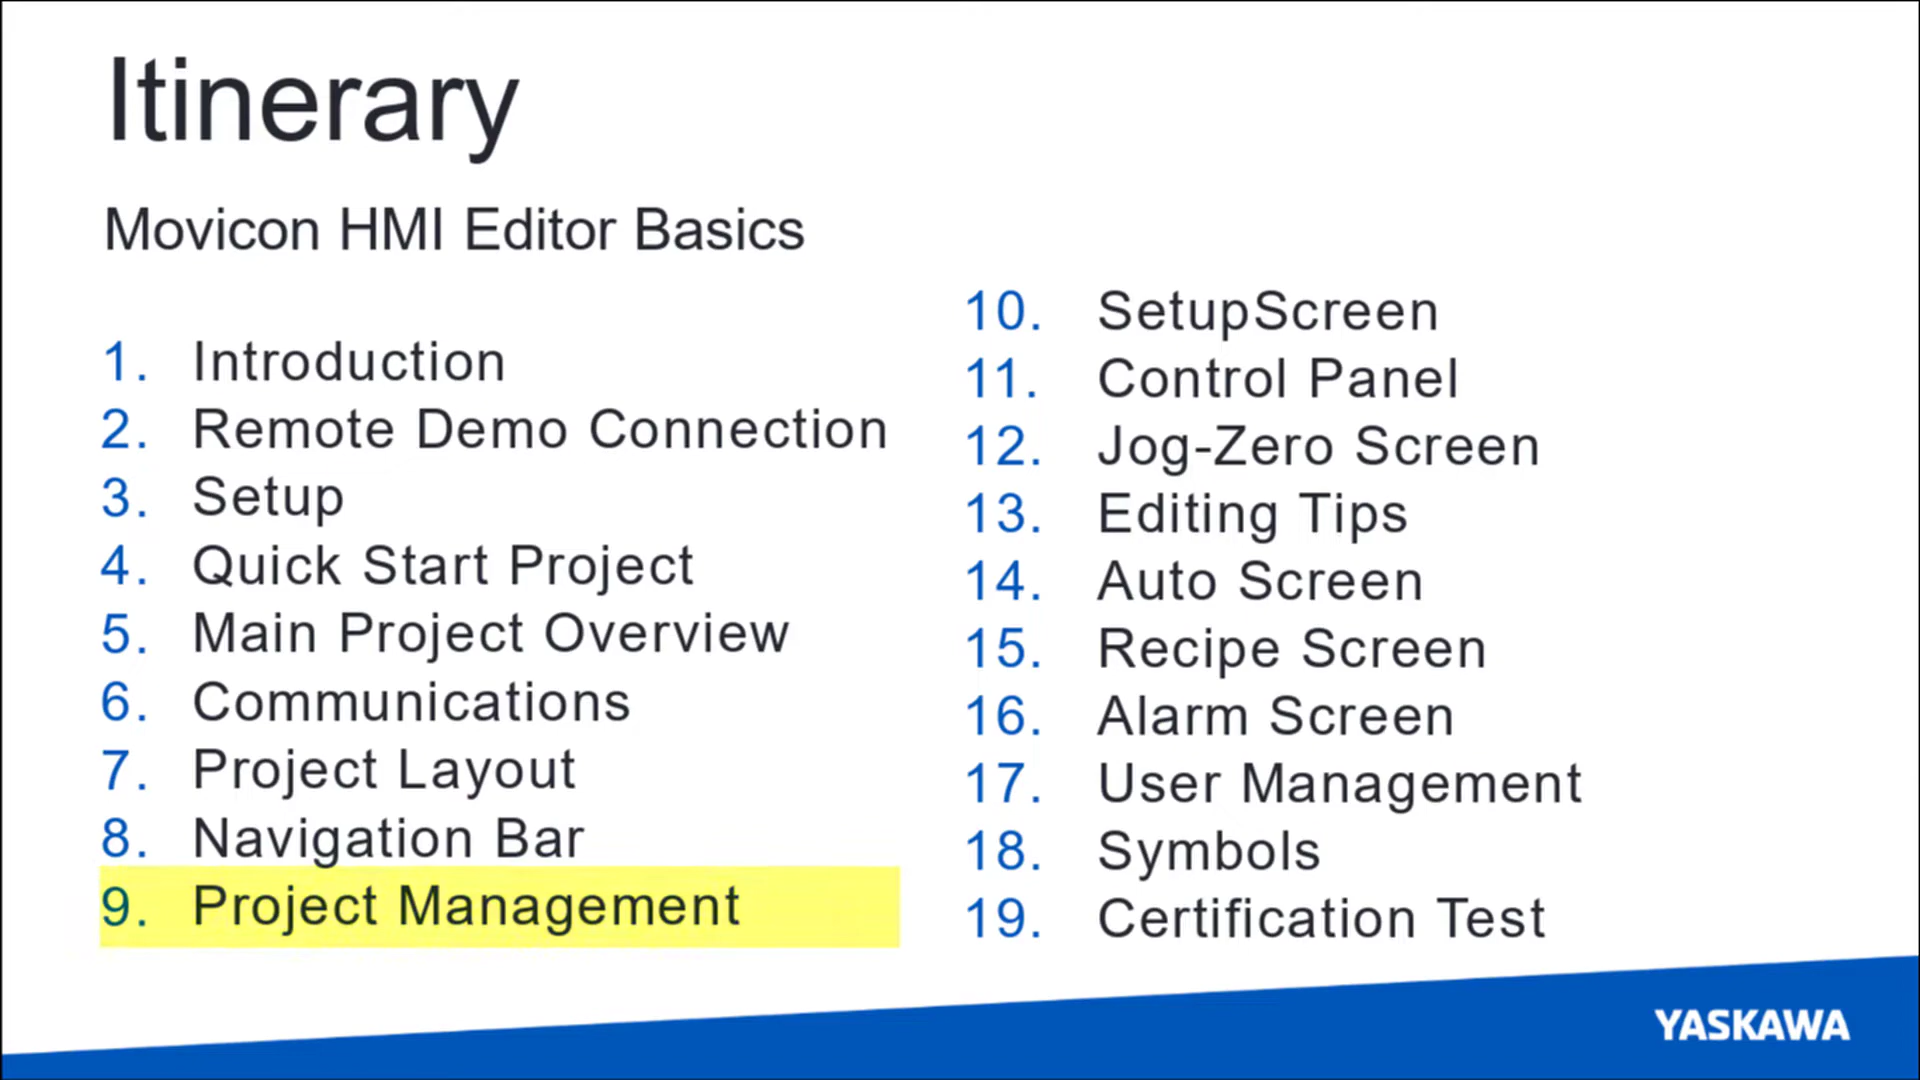 Itinerary
Movicon HMI Editor Basics
1. Introduction
2. Remote Demo Connection
3. Setup
4. Quick Start Project
5. Main Project Overview
6. Communications
7. Project Layout
8. Navigation Bar
9. Project Management
10. SetupScreen
11. Control Panel
12. Jog-Zero Screen
13. Editing Tips
14. Auto Screen
15. Recipe Screen
16. Alarm Screen
17. User Management
18. Symbols
19. Certification Test
YASKAWA